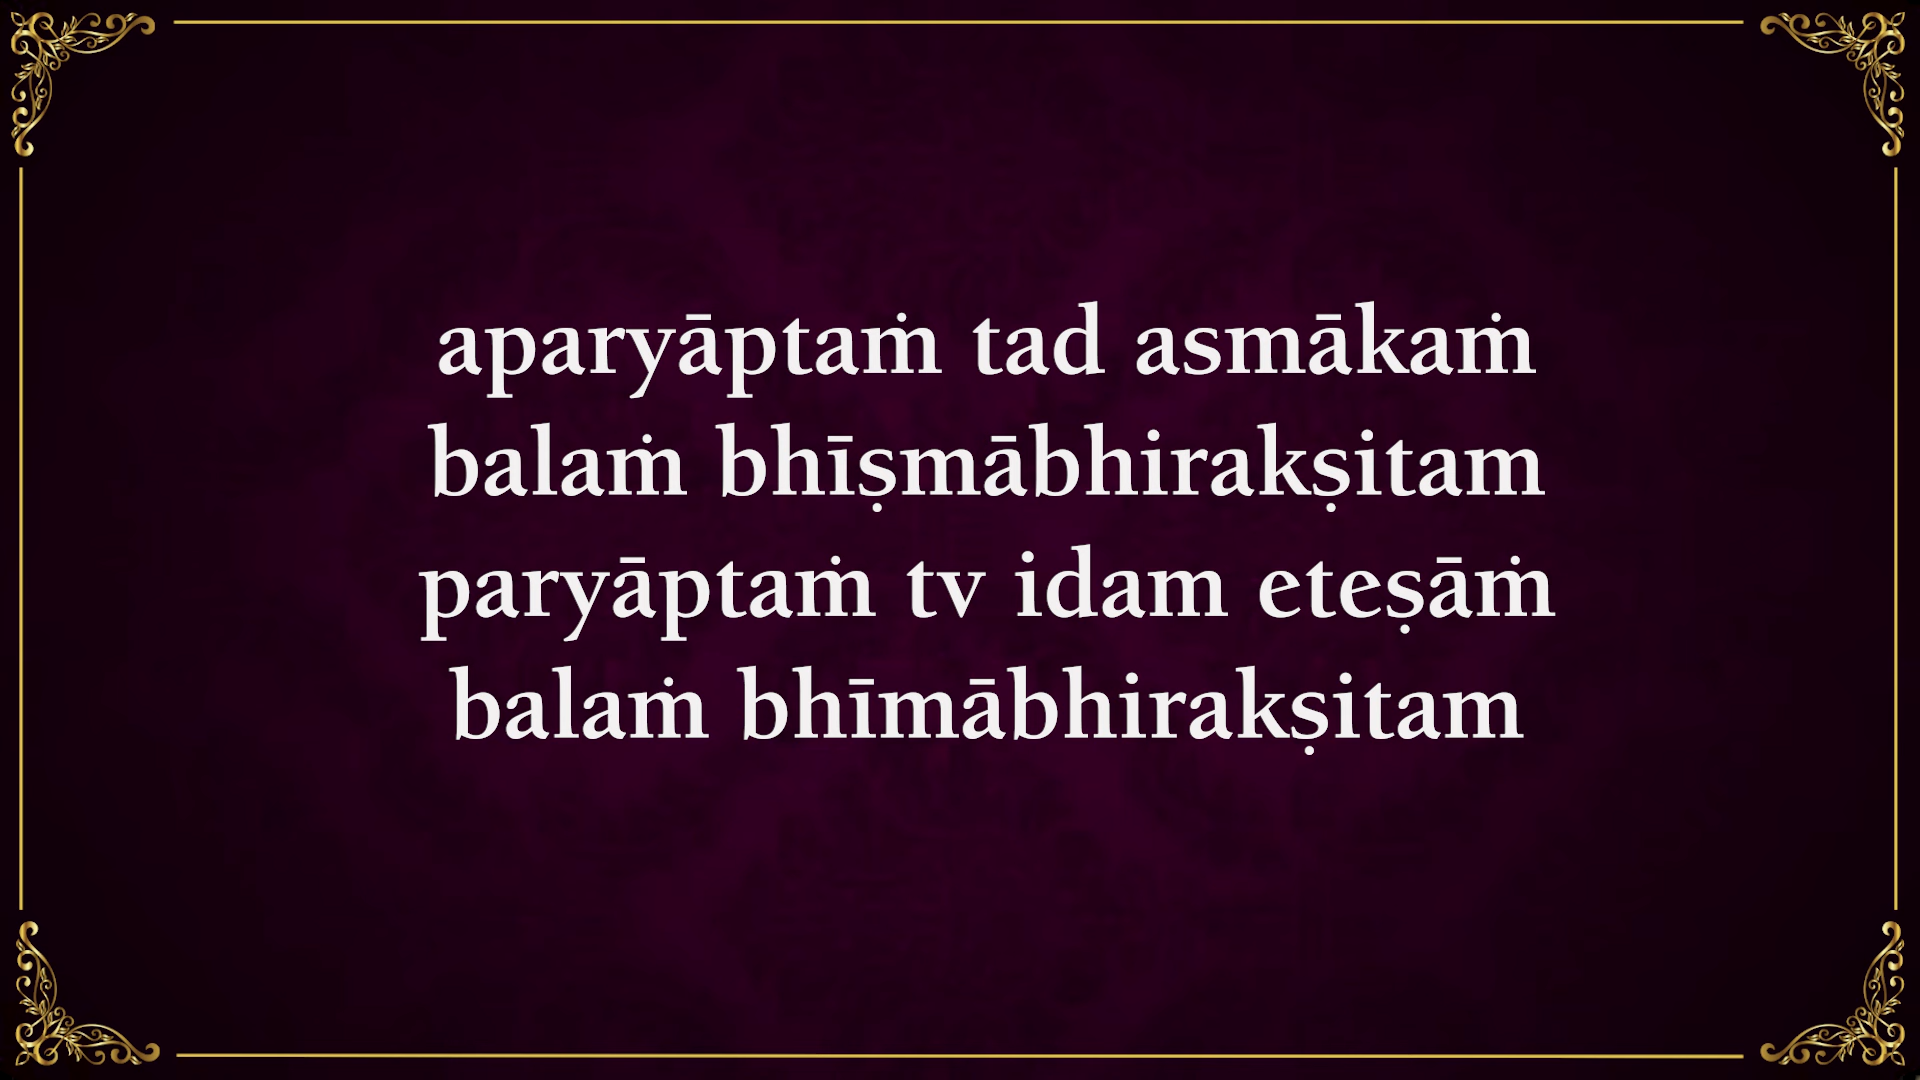 aparyāptaṁ tad asmākaṁ
balaṁ bhīṣmābhirakṣitam
paryāptaṁ tv idam eteṣāṁ
balaṁ bhīmābhirakṣitam